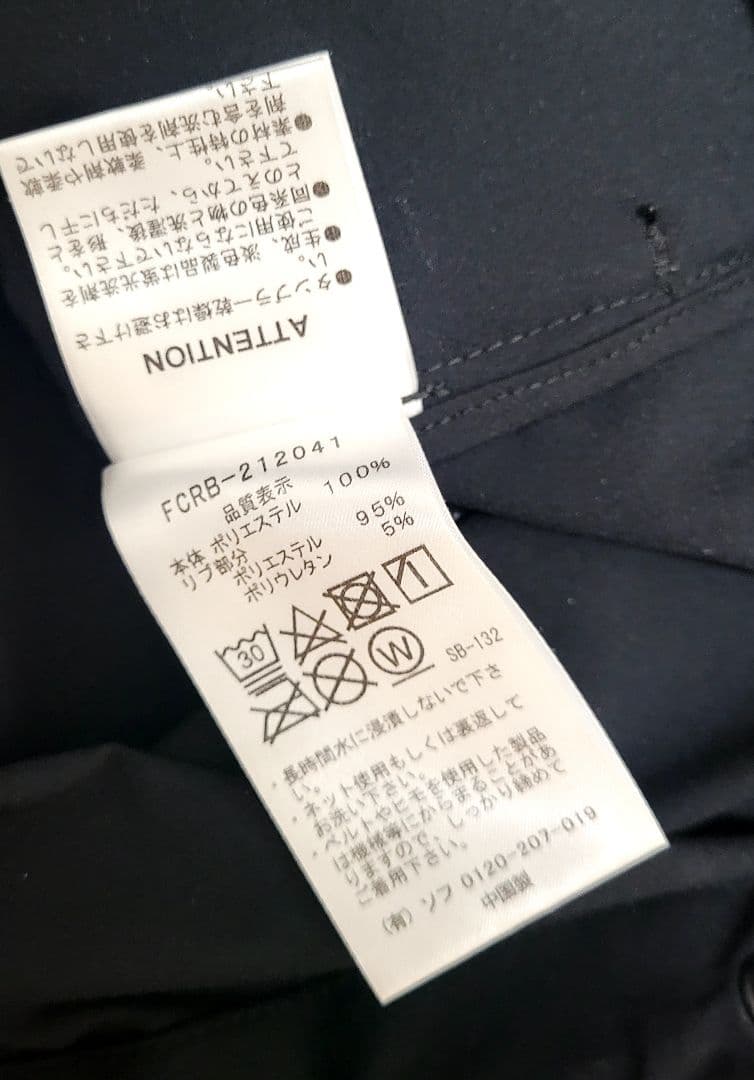 ATTENTION
●タンブラー乾燥はお避け下さ
い。
●生成、淡色製品は蛍光洗剤を
ご使用にならないで下さい。
●同系色の物と洗濯後、形をと
とのえてから、ただちに干し
て下さい。
●素材の特性上、柔軟剤や柔軟
剤を含む洗剤を使用しないで
下さい。
FCRB-212041
品質表示
本体 ポリエステル 100%
リブ部分
ポリエステル 95%
ポリウレタン 5%
30
W
SB-132
・長時間水に浸漬しないで下さ
い。
・ネット使用もしくは裏返して
お洗い下さい。
・ベルトやヒモを使用した製品
は機械等にからまることがあ
りますので、しっかり締めて
ご着用下さい。
(有) ソフ 0120-207-019
中国製